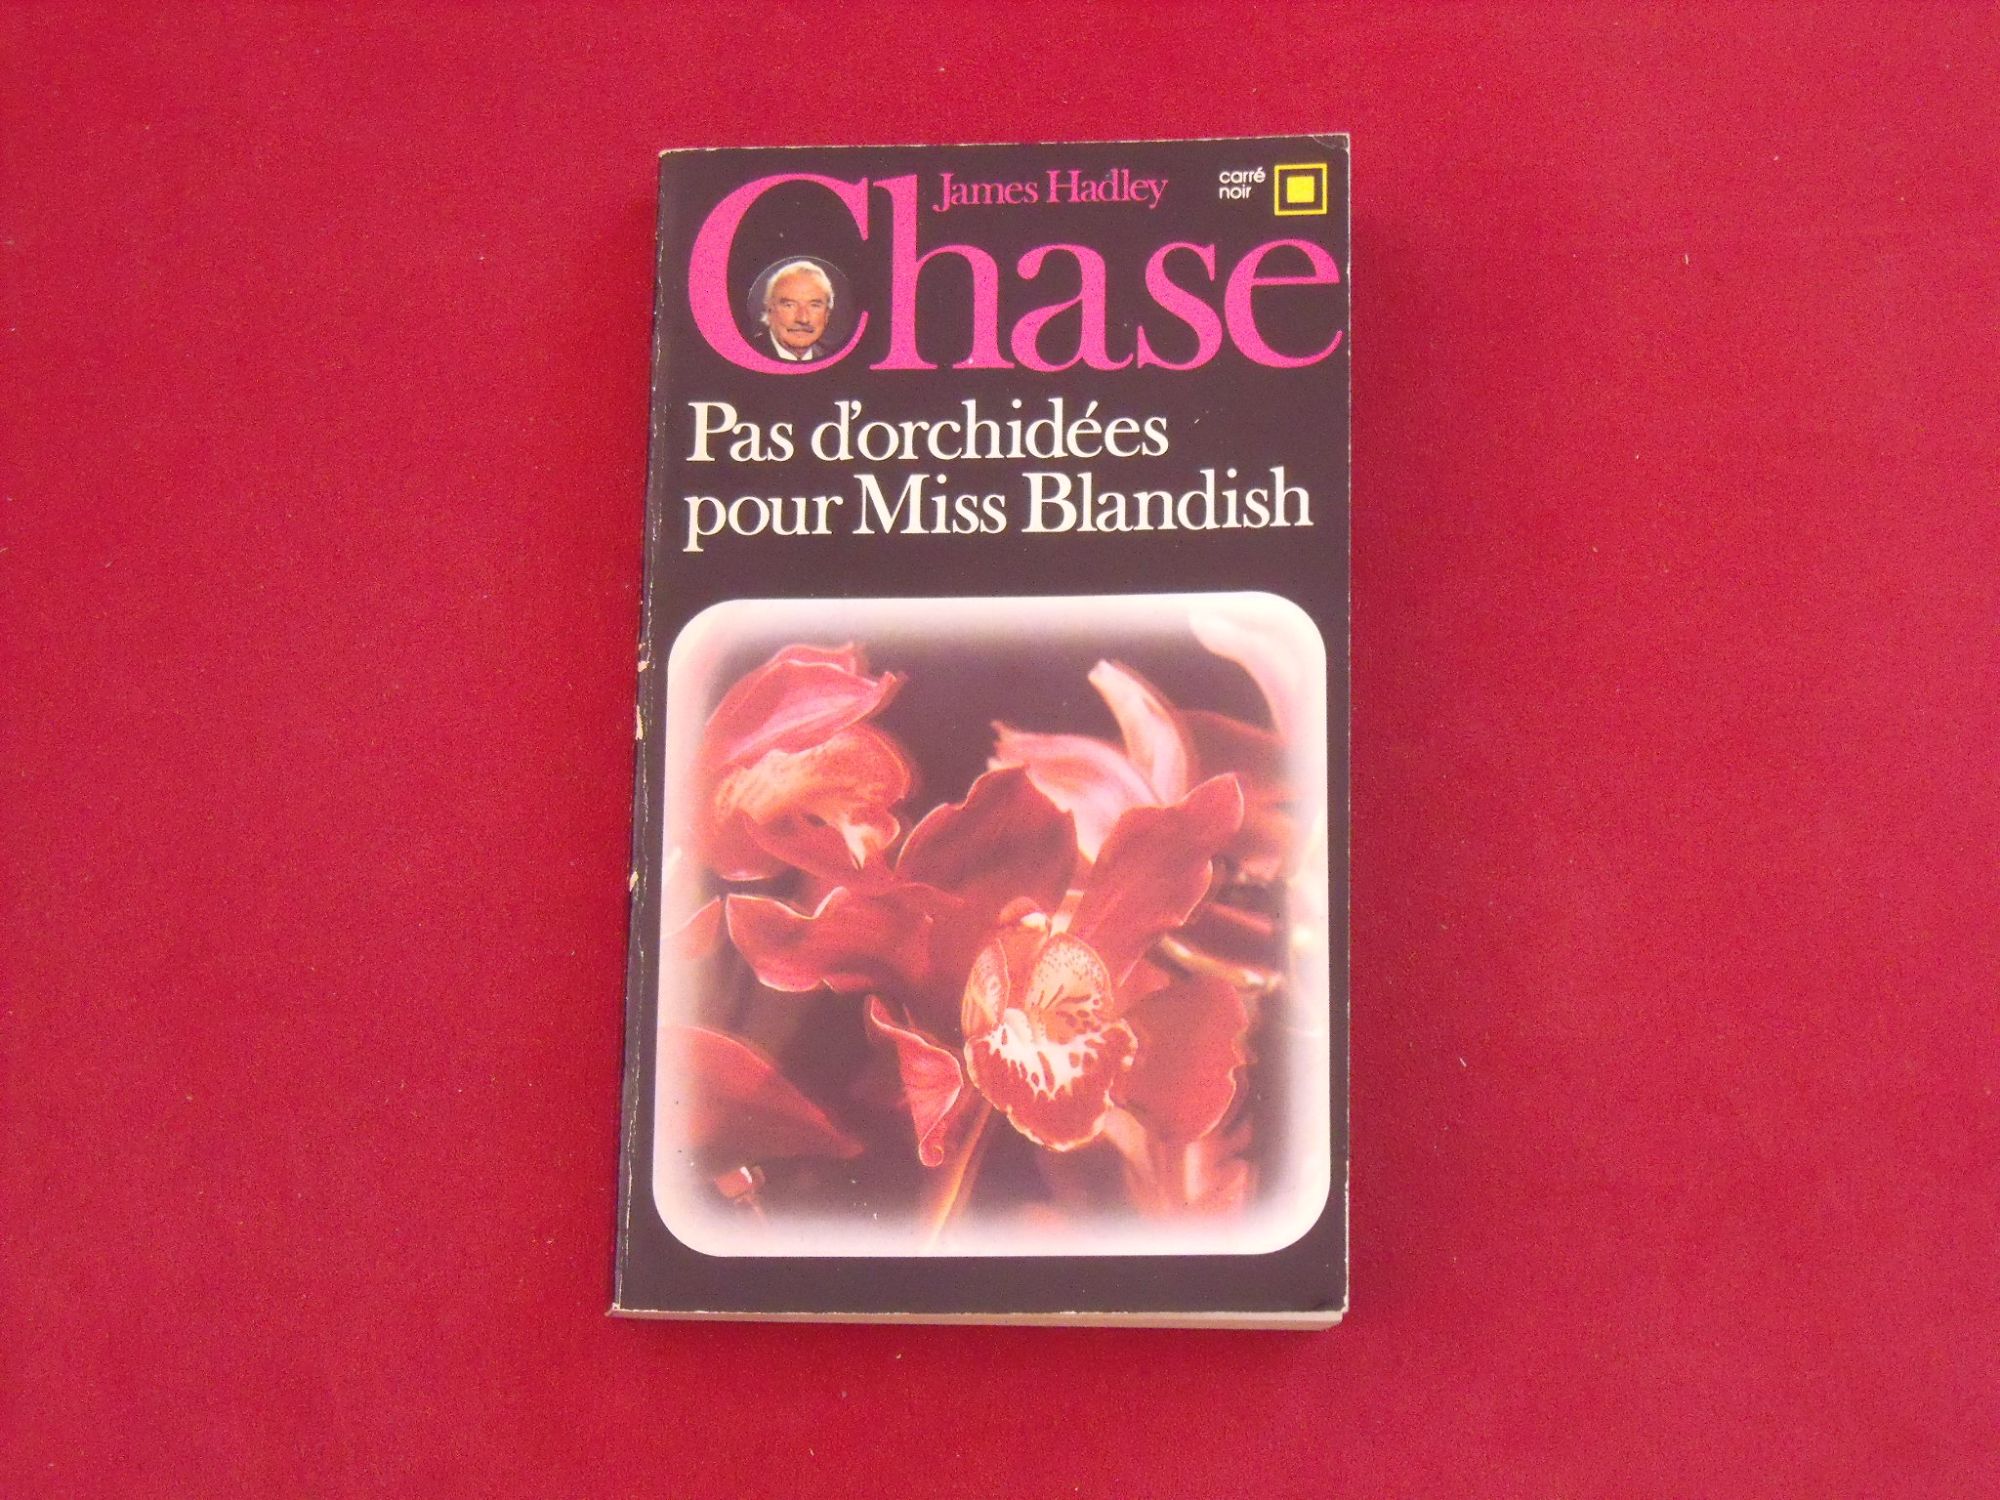 James Hadley
Chase
carré
noir
Pas d'orchidées
pour Miss Blandish